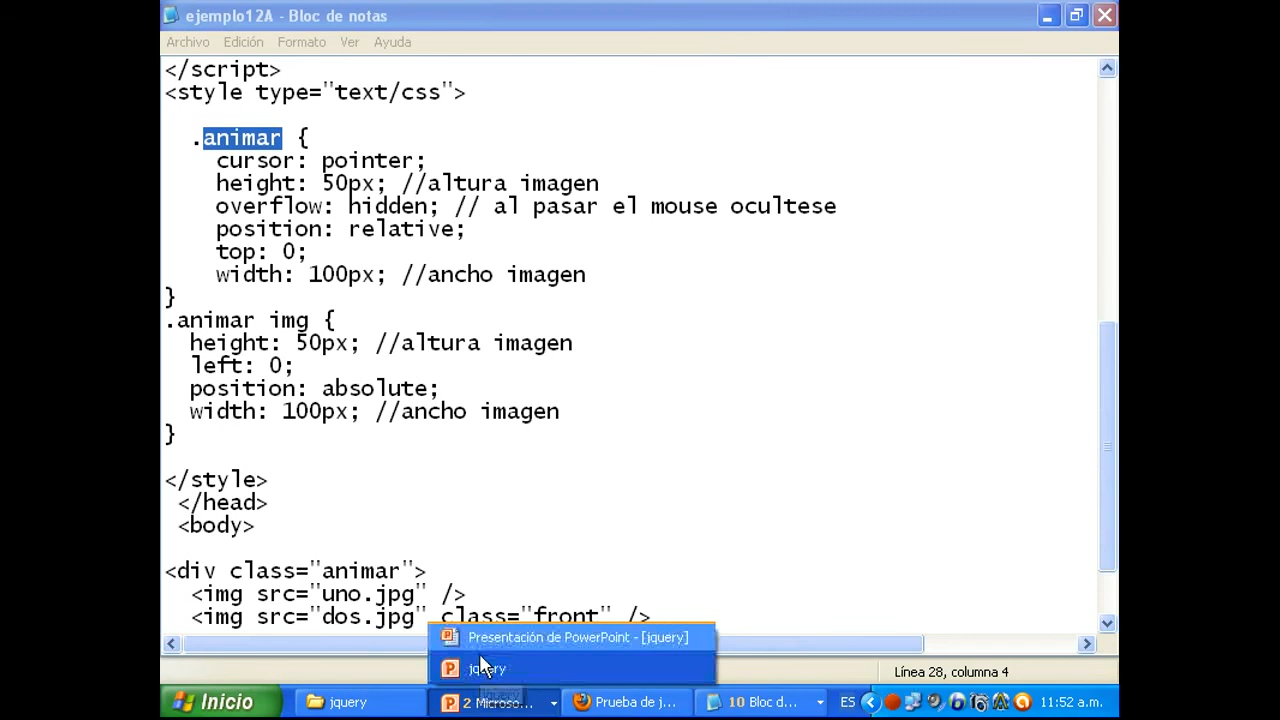 ejemplo12A - Bloc de notas
Archivo Edición Formato Ver Ayuda
</script>
<style type="text/css">
.animar {
cursor: pointer;
height: 50px; //altura imagen
overflow: hidden; // al pasar el mouse ocultese
position: relative;
top: 0;
width: 100px; //ancho imagen
}
.animar img {
height: 50px; //altura imagen
left: 0;
position: absolute;
width: 100px; //ancho imagen
}
</style>
</head>
<body>
<div class="animar">
<img src="uno.jpg" />
<img src="dos.jpg" class="front" />
Presentación de PowerPoint - [jquery]
jquery
Línea 28, columna 4
Inicio jquery 2 Microso... Prueba de j... 10 Bloc d... ES 11:52 a.m.